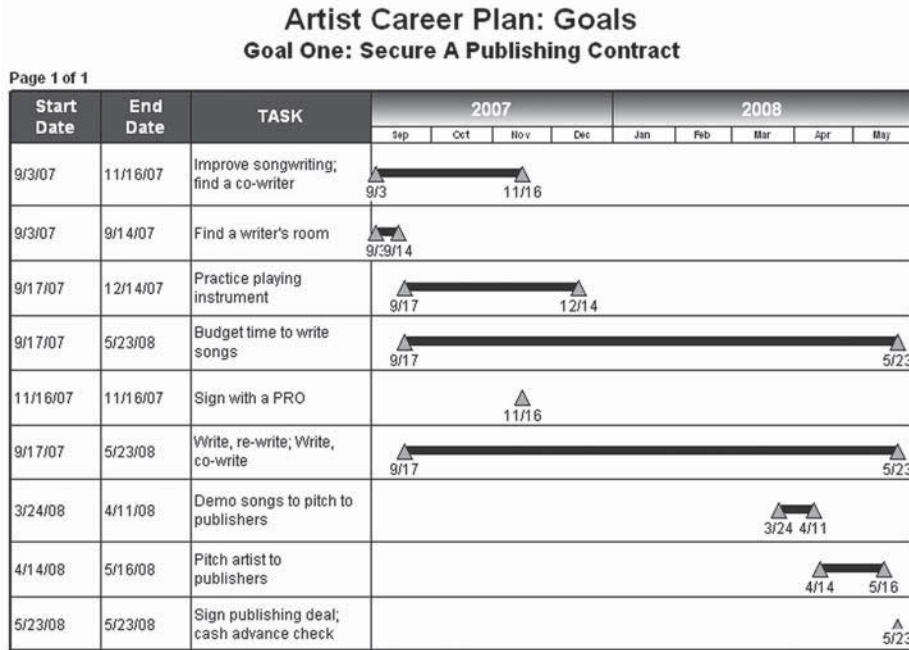 Artist Career Plan: Goals
Goal One: Secure A Publishing Contract
Page 1 of 1
Start Date End Date TASK 2007 2008
Sep Oct Nov Dec Jan Feb Mar Apr May
9/3/07 11/16/07 Improve songwriting;
find a co-writer
9/3 11/16
9/3/07 9/14/07 Find a writer's room
9/3 9/14
9/17/07 12/14/07 Practice playing
instrument
9/17 12/14
9/17/07 5/23/08 Budget time to write
songs
9/17 5/23
11/16/07 11/16/07 Sign with a PRO
11/16
9/17/07 5/23/08 Write, re-write; Write,
co-write
9/17 5/23
3/24/08 4/11/08 Demo songs to pitch to
publishers
3/24 4/11
4/14/08 5/16/08 Pitch artist to
publishers
4/14 5/16
5/23/08 5/23/08 Sign publishing deal;
cash advance check
5/23